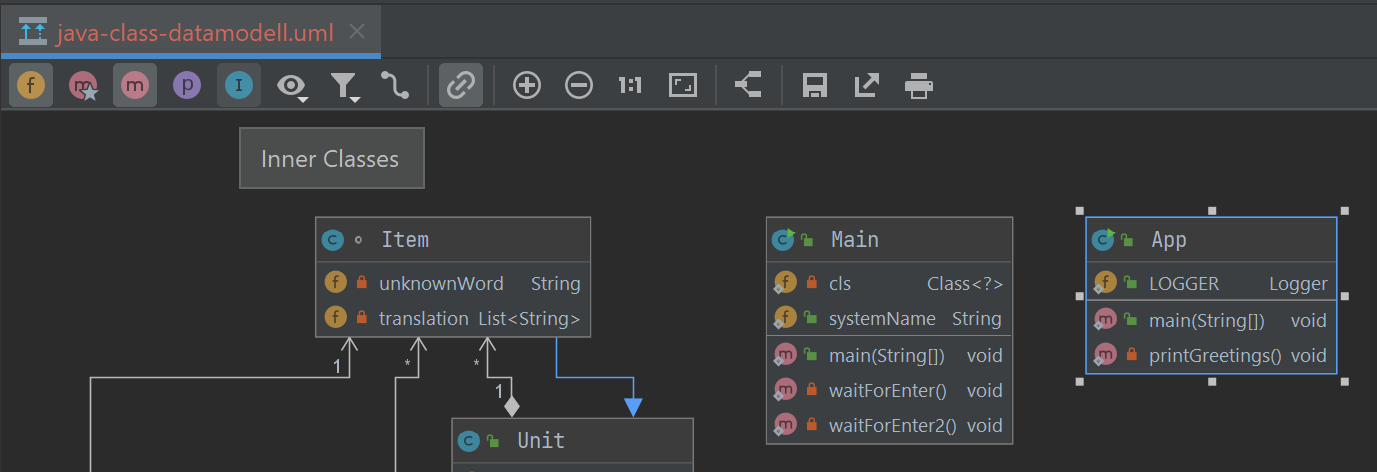 java-class-datamodell.uml
f m m p I 1:1
Inner Classes
C Item
f unknownWord String
f translation List<String>
1 * *
1
C Unit
C Main
f cls Class<?>
f systemName String
m main(String[]) void
m waitForEnter() void
m waitForEnter2() void
C App
f LOGGER Logger
m main(String[]) void
m printGreetings() void